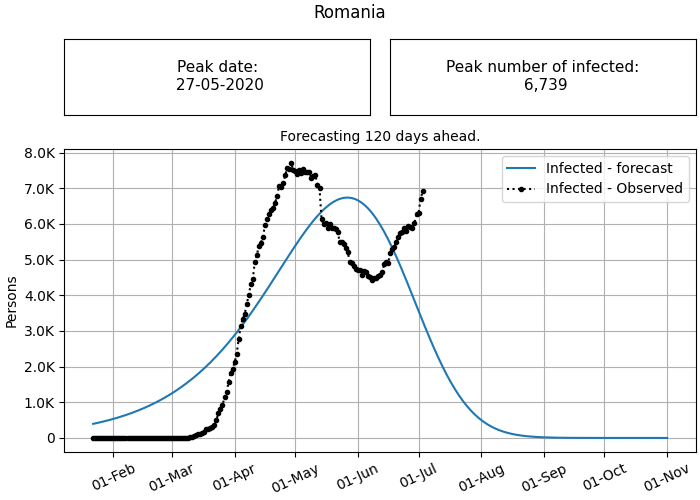 Romania
Peak date:
27-05-2020
Peak number of infected:
6,739
Forecasting 120 days ahead.
8.0K
7.0K
6.0K
5.0K
4.0K
3.0K
2.0K
1.0K
0
Persons
Infected - forecast
Infected - Observed
01-Feb
01-Mar
01-Apr
01-May
01-Jun
01-Jul
01-Aug
01-Sep
01-Oct
01-Nov